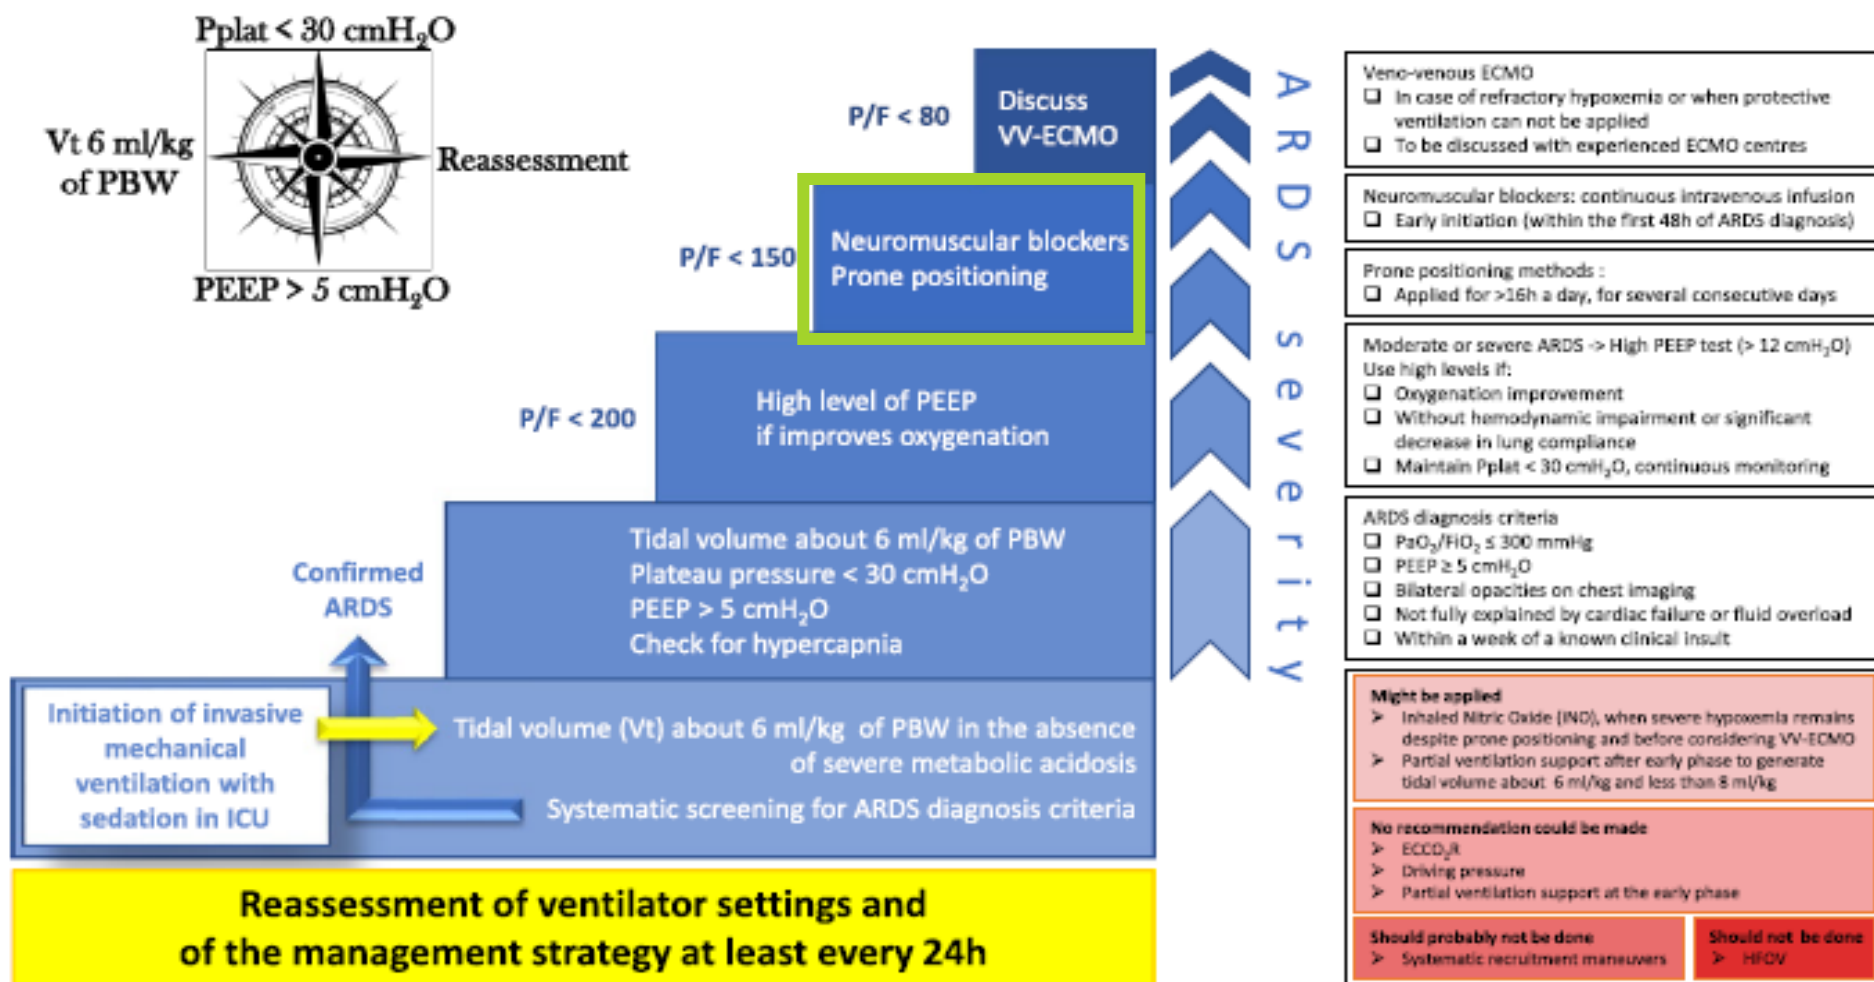 Pplat < 30 cmH₂O
Vt 6 ml/kg
of PBW
Reassessment
PEEP > 5 cmH₂O
P/F < 80
Discuss
VV-ECMO
P/F < 150
Neuromuscular blockers
Prone positioning
P/F < 200
High level of PEEP
if improves oxygenation
Tidal volume about 6 ml/kg of PBW
Plateau pressure < 30 cmH₂O
PEEP > 5 cmH₂O
Check for hypercapnia
Confirmed
ARDS
Initiation of invasive
mechanical
ventilation with
sedation in ICU
Tidal volume (Vt) about 6 ml/kg of PBW in the absence
of severe metabolic acidosis
Systematic screening for ARDS diagnosis criteria
Reassessment of ventilator settings and
of the management strategy at least every 24h
ARDS severity
Veno-venous ECMO
❑ In case of refractory hypoxemia or when protective
ventilation can not be applied
❑ To be discussed with experienced ECMO centres
Neuromuscular blockers: continuous intravenous infusion
❑ Early initiation (within the first 48h of ARDS diagnosis)
Prone positioning methods :
❑ Applied for >16h a day, for several consecutive days
Moderate or severe ARDS -> High PEEP test (> 12 cmH₂O)
Use high levels if:
❑ Oxygenation improvement
❑ Without hemodynamic impairment or significant
decrease in lung compliance
❑ Maintain Pplat < 30 cmH₂O, continuous monitoring
ARDS diagnosis criteria
❑ PaO₂/FiO₂ ≤ 300 mmHg
❑ PEEP ≥ 5 cmH₂O
❑ Bilateral opacities on chest imaging
❑ Not fully explained by cardiac failure or fluid overload
❑ Within a week of a known clinical insult
Might be applied
➢ Inhaled Nitric Oxide (iNO), when severe hypoxemia remains
despite prone positioning and before considering VV-ECMO
➢ Partial ventilation support after early phase to generate
tidal volume about 6 ml/kg and less than 8 ml/kg
No recommendation could be made
➢ ECCO₂R
➢ Driving pressure
➢ Partial ventilation support at the early phase
Should probably not be done
➢ Systematic recruitment maneuvers
Should not be done
➢ HFOV